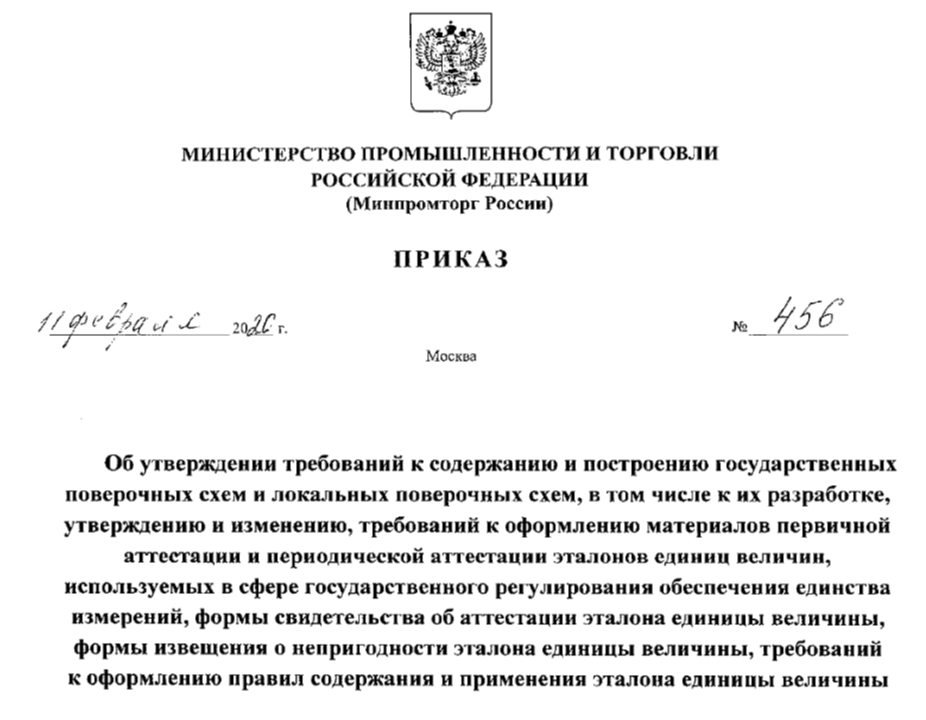 МИНИСТЕРСТВО ПРОМЫШЛЕННОСТИ И ТОРГОВЛИ
РОССИЙСКОЙ ФЕДЕРАЦИИ
(Минпромторг России)
ПРИКАЗ
11 февраля 2020 г. № 456
Москва
Об утверждении требований к содержанию и построению государственных
поверочных схем и локальных поверочных схем, в том числе к их разработке,
утверждению и изменению, требований к оформлению материалов первичной
аттестации и периодической аттестации эталонов единиц величин,
используемых в сфере государственного регулирования обеспечения единства
измерений, формы свидетельства об аттестации эталона единицы величины,
формы извещения о непригодности эталона единицы величины, требований
к оформлению правил содержания и применения эталона единицы величины